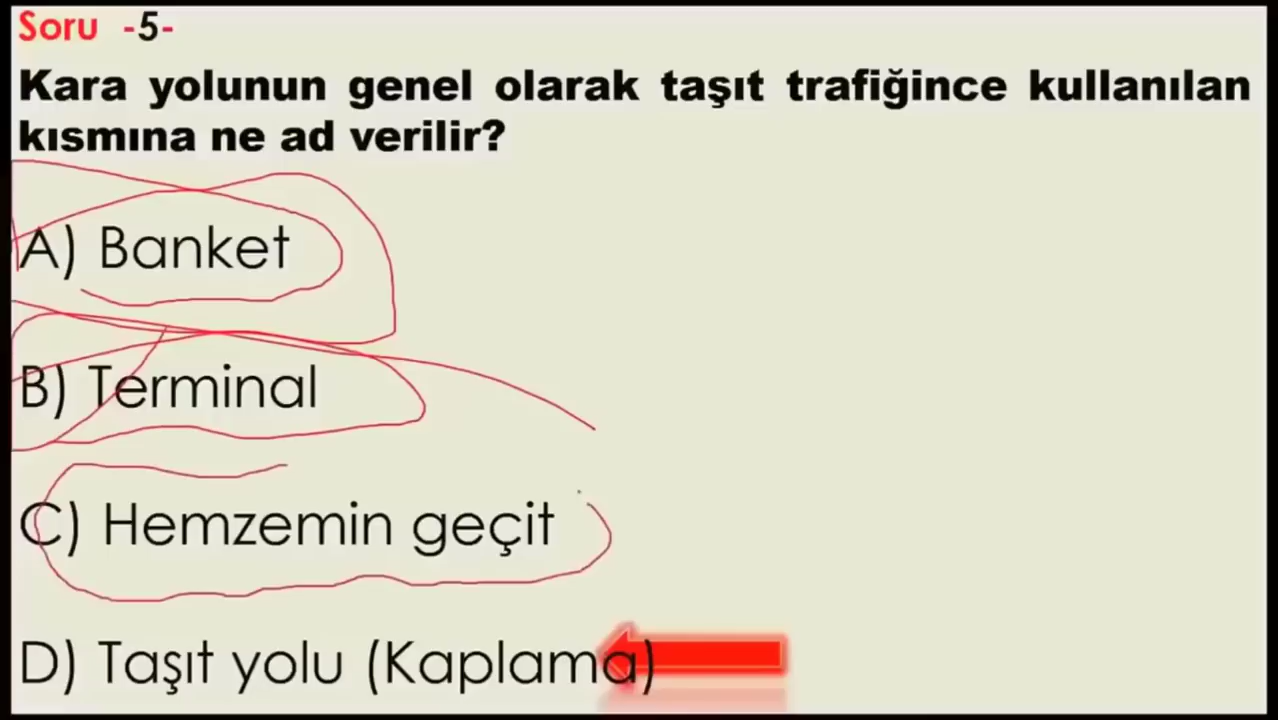 Soru -5-
Kara yolunun genel olarak taşıt trafiğince kullanılan
kısmına ne ad verilir?
A) Banket
B) Terminal
C) Hemzemin geçit
D) Taşıt yolu (Kaplama)